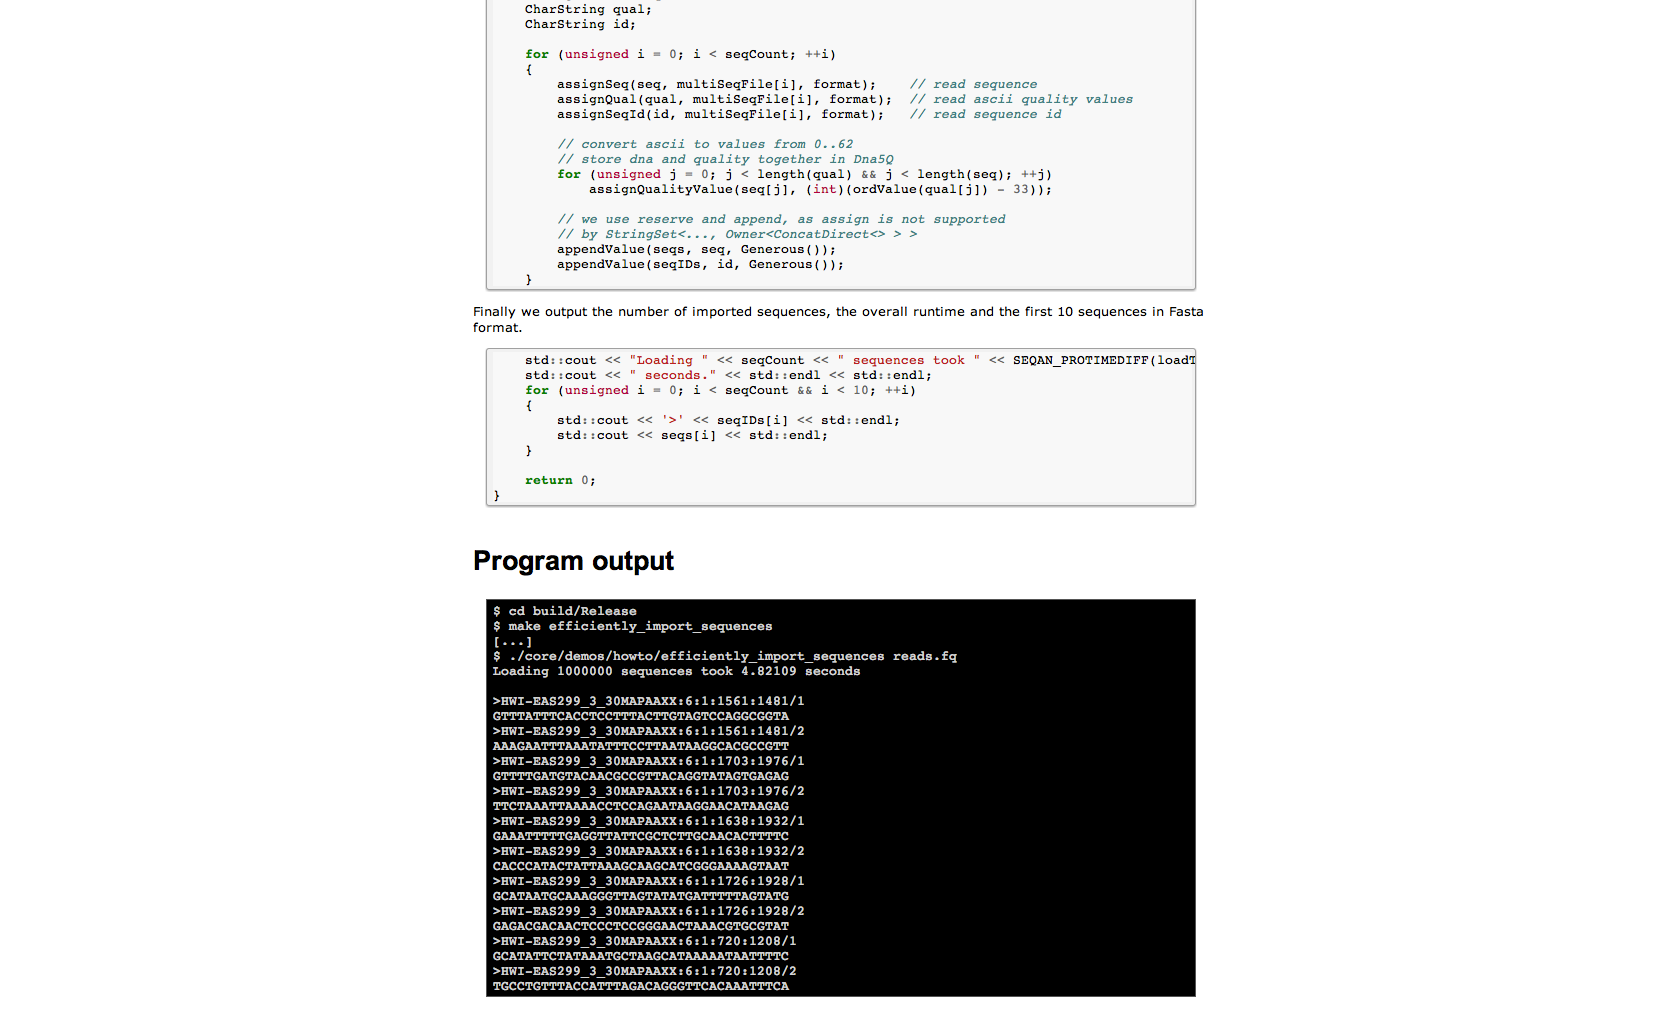 CharString qual;
CharString id;
for (unsigned i = 0; i < seqCount; ++i)
{
assignSeq(seq, multiSeqFile[i], format);    // read sequence
assignQual(qual, multiSeqFile[i], format);  // read ascii quality values
assignSeqId(id, multiSeqFile[i], format);   // read sequence id
// convert ascii to values from 0..62
// store dna and quality together in Dna5Q
for (unsigned j = 0; j < length(qual) && j < length(seq); ++j)
assignQualityValue(seq[j], (int)(ordValue(qual[j]) - 33));
// we use reserve and append, as assign is not supported
// by StringSet<..., Owner<ConcatDirect<> > >
appendValue(seqs, seq, Generous());
appendValue(seqIDs, id, Generous());
}
Finally we output the number of imported sequences, the overall runtime and the first 10 sequences in Fasta
format.
std::cout << "Loading " << seqCount << " sequences took " << SEQAN_PROTIMEDIFF(loadT
std::cout << " seconds." << std::endl << std::endl;
for (unsigned i = 0; i < seqCount && i < 10; ++i)
{
std::cout << '>' << seqIDs[i] << std::endl;
std::cout << seqs[i] << std::endl;
}
return 0;
}
Program output
$ cd build/Release
$ make efficiently_import_sequences
[...]
$ ./core/demos/howto/efficiently_import_sequences reads.fq
Loading 1000000 sequences took 4.82109 seconds
>HWI-EAS299_3_30MAPAAXX:6:1:1561:1481/1
GTTTATTTCACCTCCTTTACTTGTAGTCCAGGCGGTA
>HWI-EAS299_3_30MAPAAXX:6:1:1561:1481/2
AAAGAATTTAAATATTTCCTTAATAAGGCACGCCGTT
>HWI-EAS299_3_30MAPAAXX:6:1:1703:1976/1
GTTTTGATGTACAACGCCGTTACAGGTATAGTGAGAG
>HWI-EAS299_3_30MAPAAXX:6:1:1703:1976/2
TTCTAAATTAAAACCTCCAGAATAAGGAACATAAGAG
>HWI-EAS299_3_30MAPAAXX:6:1:1638:1932/1
GAAATTTTTGAGGTTATTCGCTCTTGCAACACTTTTC
>HWI-EAS299_3_30MAPAAXX:6:1:1638:1932/2
CACCCATACTATTAAAGCAAGCATCGGGAAAAGTAAT
>HWI-EAS299_3_30MAPAAXX:6:1:1726:1928/1
GCATAATGCAAAGGGTTAGTATATGATTTTTAGTATG
>HWI-EAS299_3_30MAPAAXX:6:1:1726:1928/2
GAGACGACAACTCCCTCCGGGAACTAAACGTGCGTAT
>HWI-EAS299_3_30MAPAAXX:6:1:720:1208/1
GCATATTCTATAAATGCTAAGCATAAAAATAATTTTC
>HWI-EAS299_3_30MAPAAXX:6:1:720:1208/2
TGCCTGTTTACCATTTAGACAGGGTTCACAAATTTCA